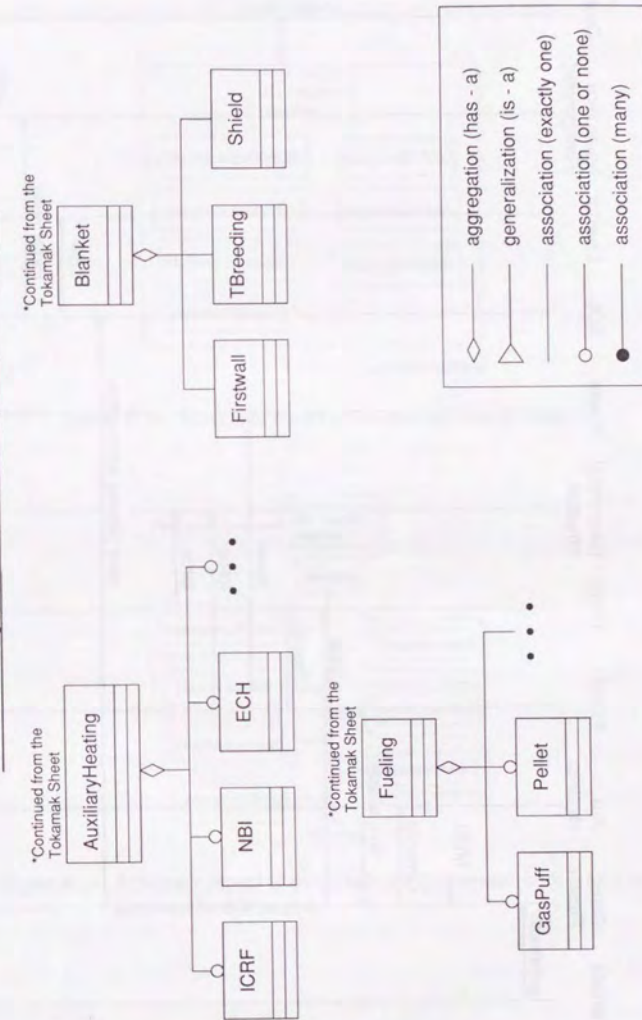 *Continued from the
Tokamak Sheet
AuxiliaryHeating
ICRF
NBI
ECH
*Continued from the
Tokamak Sheet
Blanket
Firstwall
TBreeding
Shield
*Continued from the
Tokamak Sheet
Fueling
GasPuff
Pellet
aggregation (has - a)
generalization (is - a)
association (exactly one)
association (one or none)
association (many)